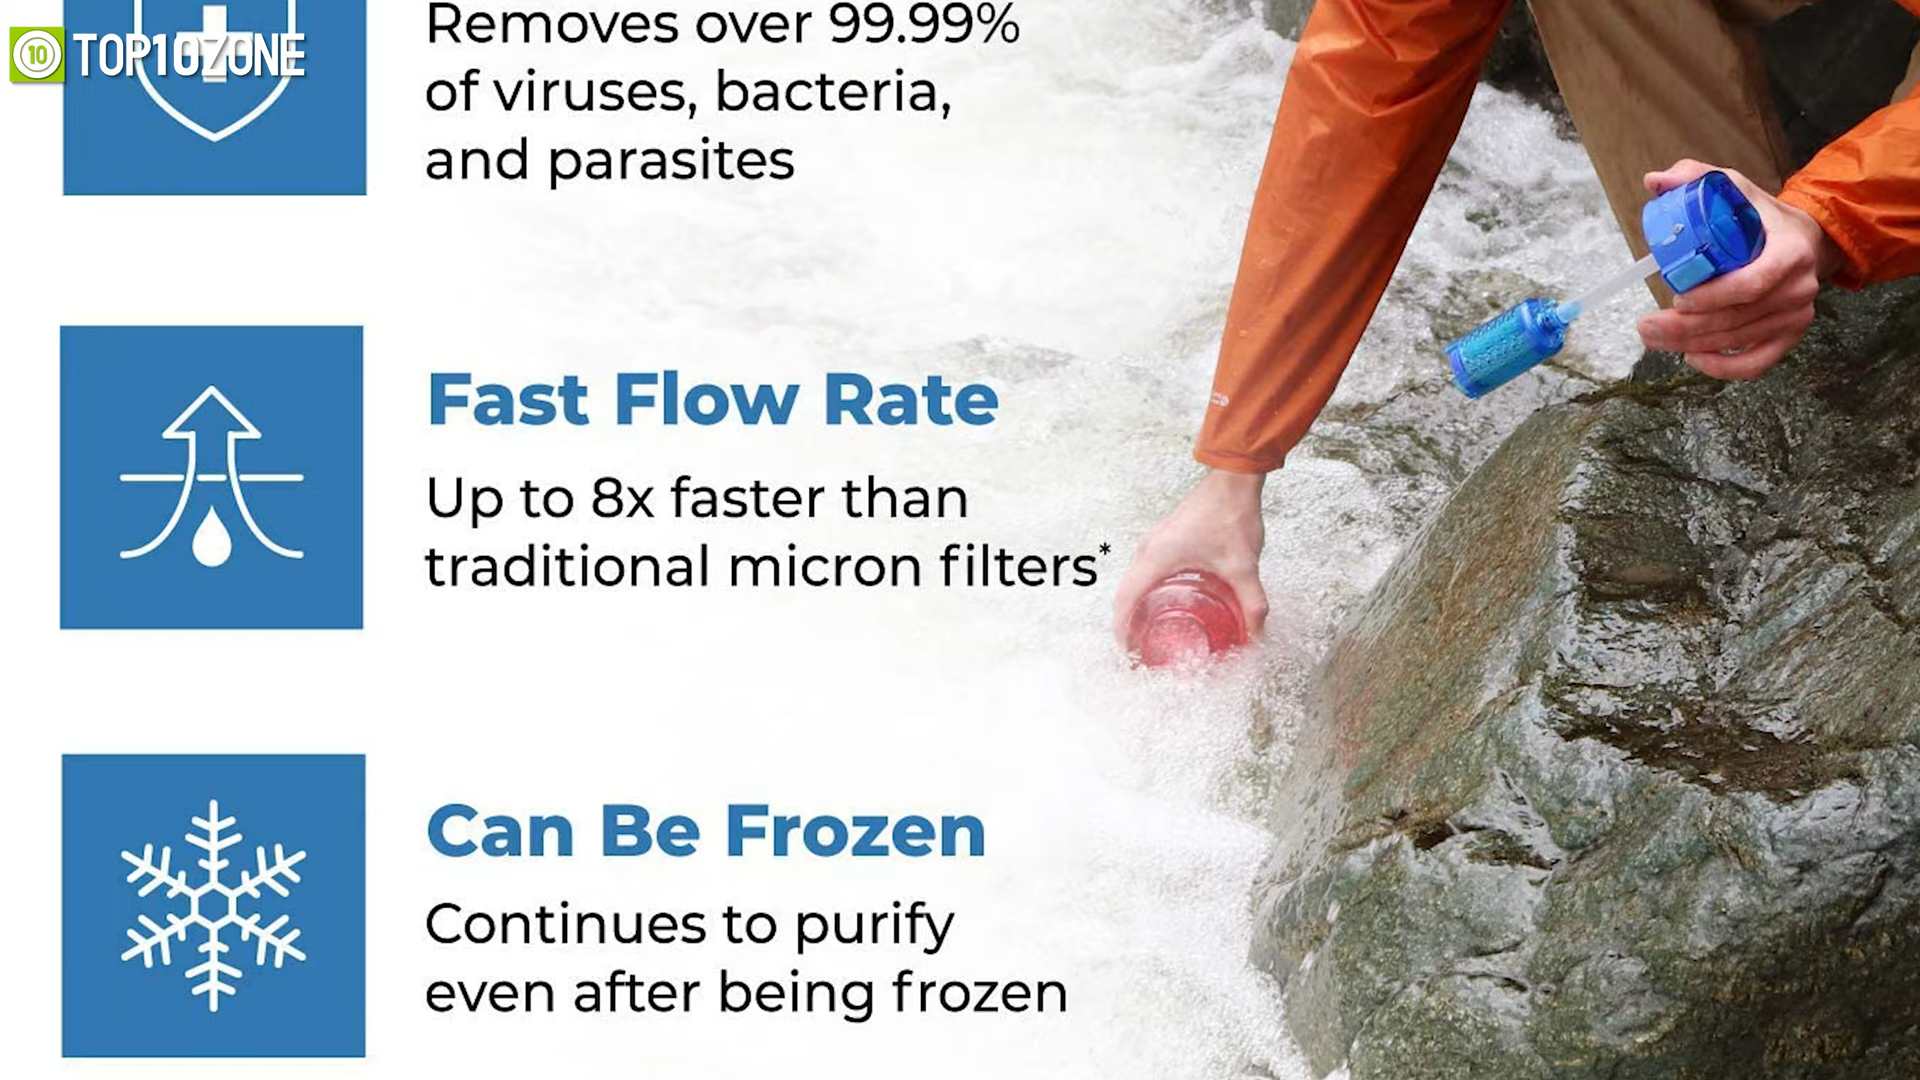 10 TOP10ZONE
Removes over 99.99%
of viruses, bacteria,
and parasites
Fast Flow Rate
Up to 8x faster than
traditional micron filters*
Can Be Frozen
Continues to purify
even after being frozen